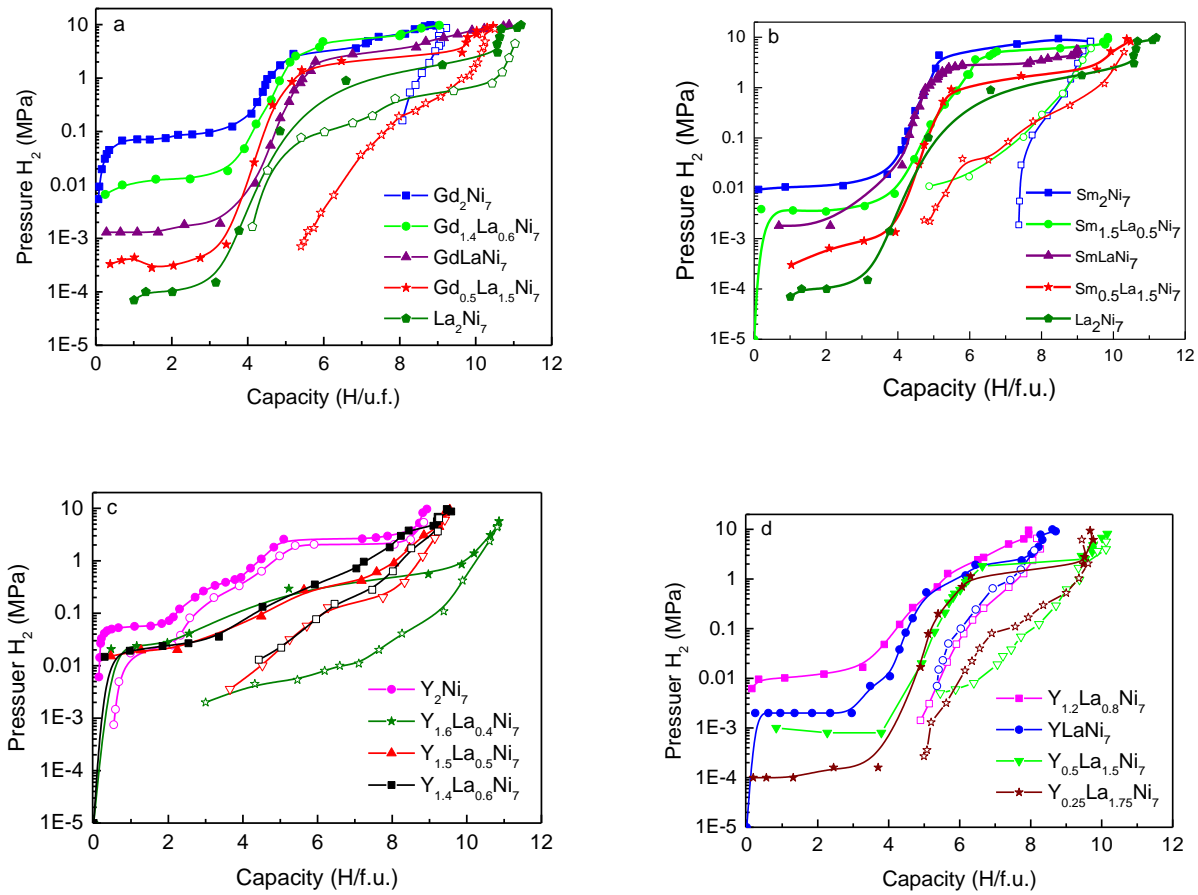 a
Pressure H2 (MPa)
10
1
0.1
0.01
1E-3
1E-4
1E-5
Gd2Ni7
Gd1.4La0.6Ni7
GdLaNi7
Gd0.5La1.5Ni7
La2Ni7
0 2 4 6 8 10 12
Capacity (H/u.f.)
b
Pressure H2 (MPa)
10
1
0.1
0.01
1E-3
1E-4
1E-5
Sm2Ni7
Sm1.5La0.5Ni7
SmLaNi7
Sm0.5La1.5Ni7
La2Ni7
0 2 4 6 8 10 12
Capacity (H/f.u.)
c
Pressuer H2 (MPa)
10
1
0.1
0.01
1E-3
1E-4
1E-5
Y2Ni7
Y1.6La0.4Ni7
Y1.5La0.5Ni7
Y1.4La0.6Ni7
0 2 4 6 8 10 12
Capacity (H/f.u.)
d
Pressuer H2 (MPa)
10
1
0.1
0.01
1E-3
1E-4
1E-5
Y1.2La0.8Ni7
YLaNi7
Y0.5La1.5Ni7
Y0.25La1.75Ni7
0 2 4 6 8 10 12
Capacity (H/f.u.)